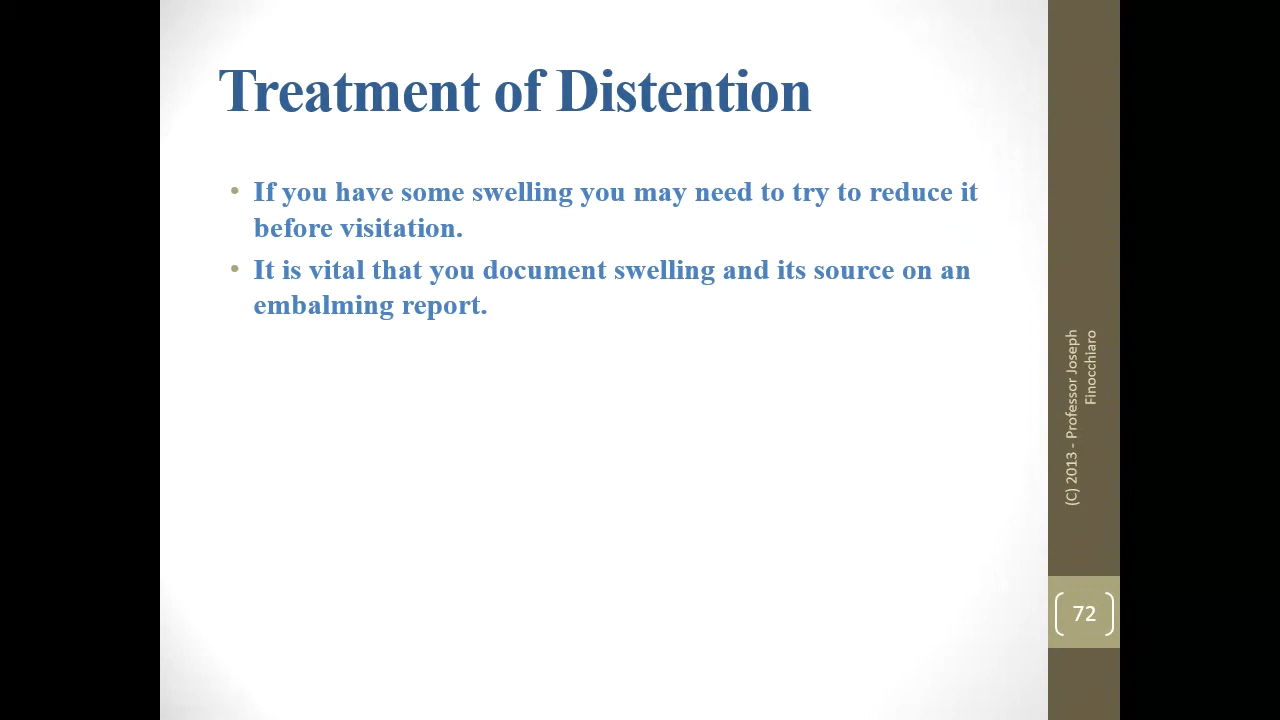 Treatment of Distention
• If you have some swelling you may need to try to reduce it
before visitation.
• It is vital that you document swelling and its source on an
embalming report.
(C) 2013 - Professor Joseph
Finocchiaro
72